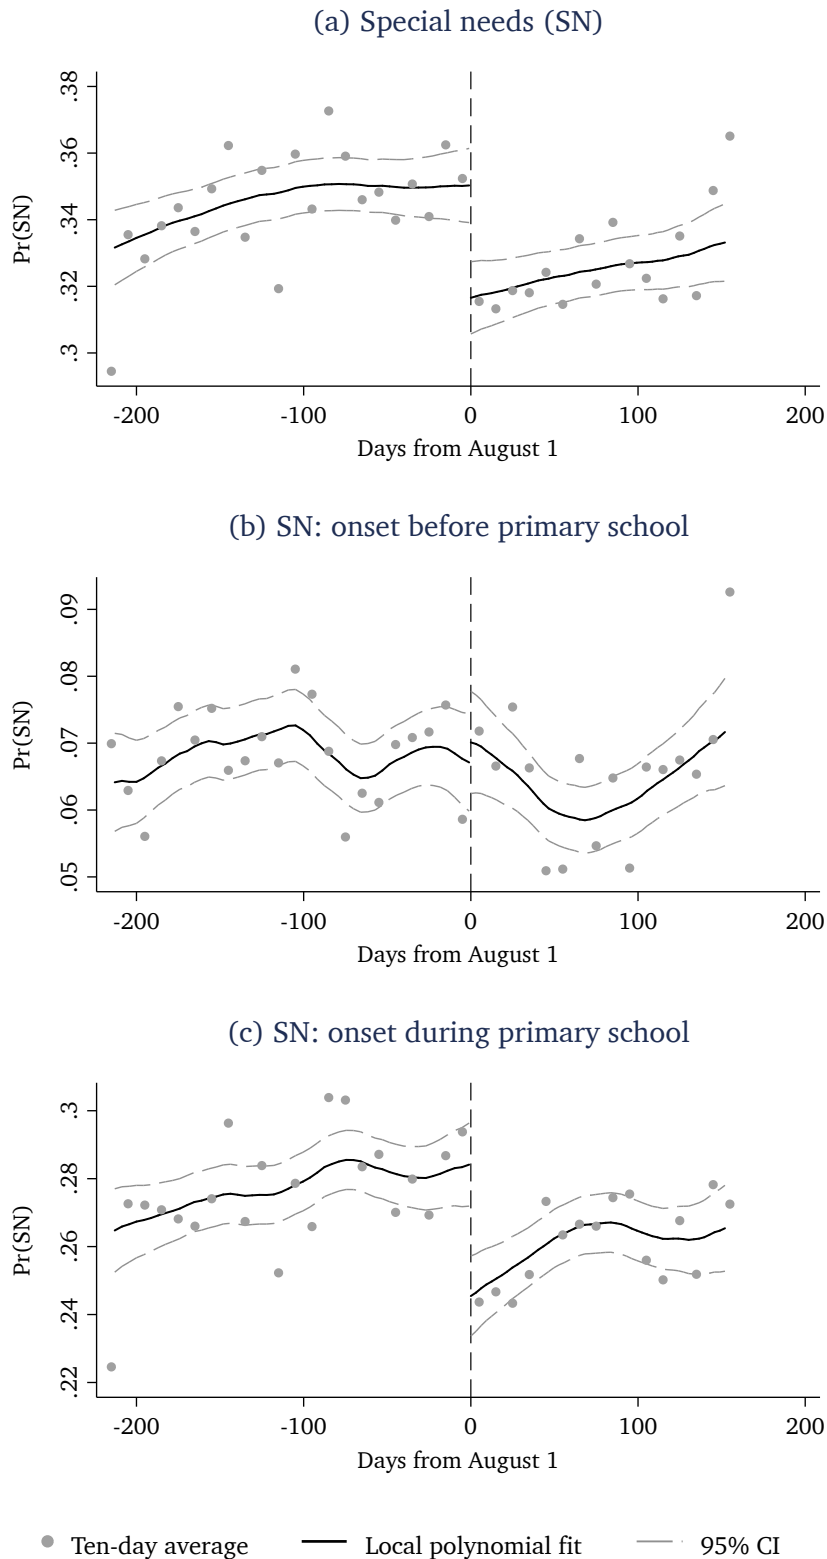 (a) Special needs (SN)
Pr(SN)
.38
.36
.34
.32
.3
-200 -100 0 100 200
Days from August 1
(b) SN: onset before primary school
Pr(SN)
.09
.08
.07
.06
.05
-200 -100 0 100 200
Days from August 1
(c) SN: onset during primary school
Pr(SN)
.3
.28
.26
.24
.22
-200 -100 0 100 200
Days from August 1
Ten-day average Local polynomial fit 95% CI